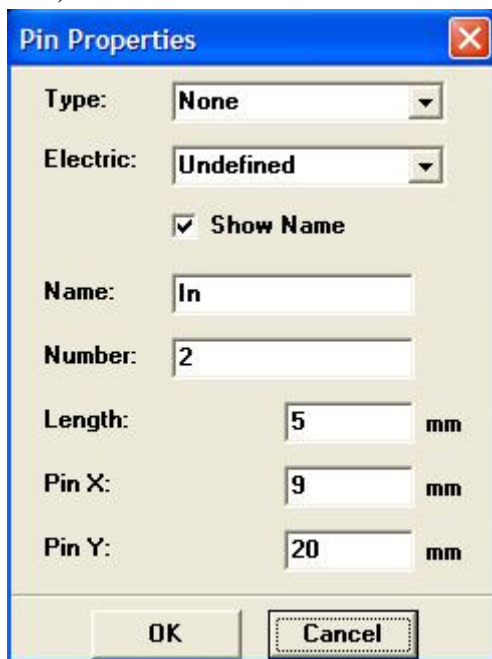 Pin Properties
Type: None
Electric: Undefined
Show Name
Name: In
Number: 2
Length: 5 mm
Pin X: 9 mm
Pin Y: 20 mm
OK Cancel